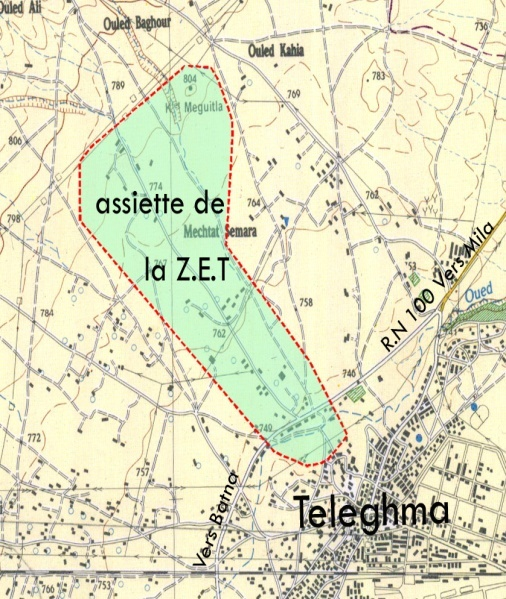 Ouled Ali
Ouled Baghour
736
Ouled Kahia
789
804
783
769
Meguitla
806
774
762
assiette de
764
798
Mechtat Semara
la Z.E.T
767
53
R.N 100 Vers Mila
Oued
758
784
762
746
749
772
757
Vers Batna
Teleghma
766
753